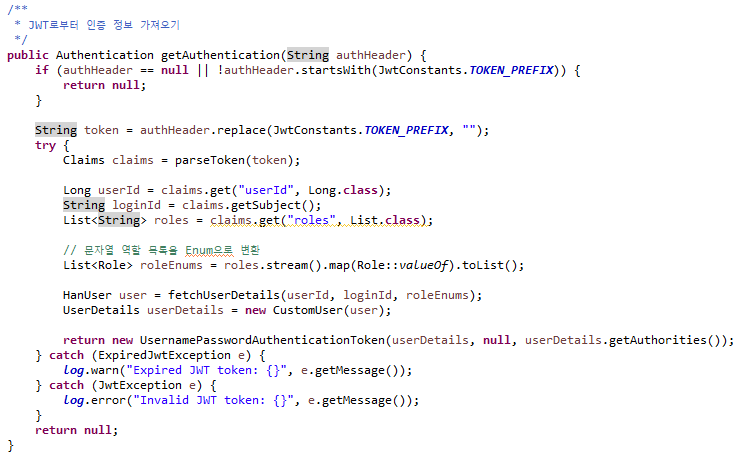 /**
 * JWT로부터 인증 정보 가져오기
 */
public Authentication getAuthentication(String authHeader) {
    if (authHeader == null || !authHeader.startsWith(JwtConstants.TOKEN_PREFIX)) {
        return null;
    }

    String token = authHeader.replace(JwtConstants.TOKEN_PREFIX, "");
    try {
        Claims claims = parseToken(token);

        Long userId = claims.get("userId", Long.class);
        String loginId = claims.getSubject();
        List<String> roles = claims.get("roles", List.class);

        // 문자열 역할 목록을 Enum으로 변환
        List<Role> roleEnums = roles.stream().map(Role::valueOf).toList();

        HanUser user = fetchUserDetails(userId, loginId, roleEnums);
        UserDetails userDetails = new CustomUser(user);

        return new UsernamePasswordAuthenticationToken(userDetails, null, userDetails.getAuthorities());
    } catch (ExpiredJwtException e) {
        log.warn("Expired JWT token: {}", e.getMessage());
    } catch (JwtException e) {
        log.error("Invalid JWT token: {}", e.getMessage());
    }
    return null;
}